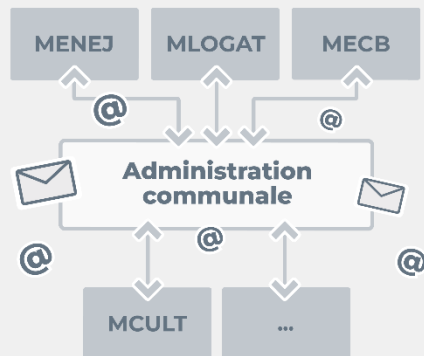 MENEJ
MLOGAT
MECB
@
@
Administration
communale
@
@
@
MCULT
...